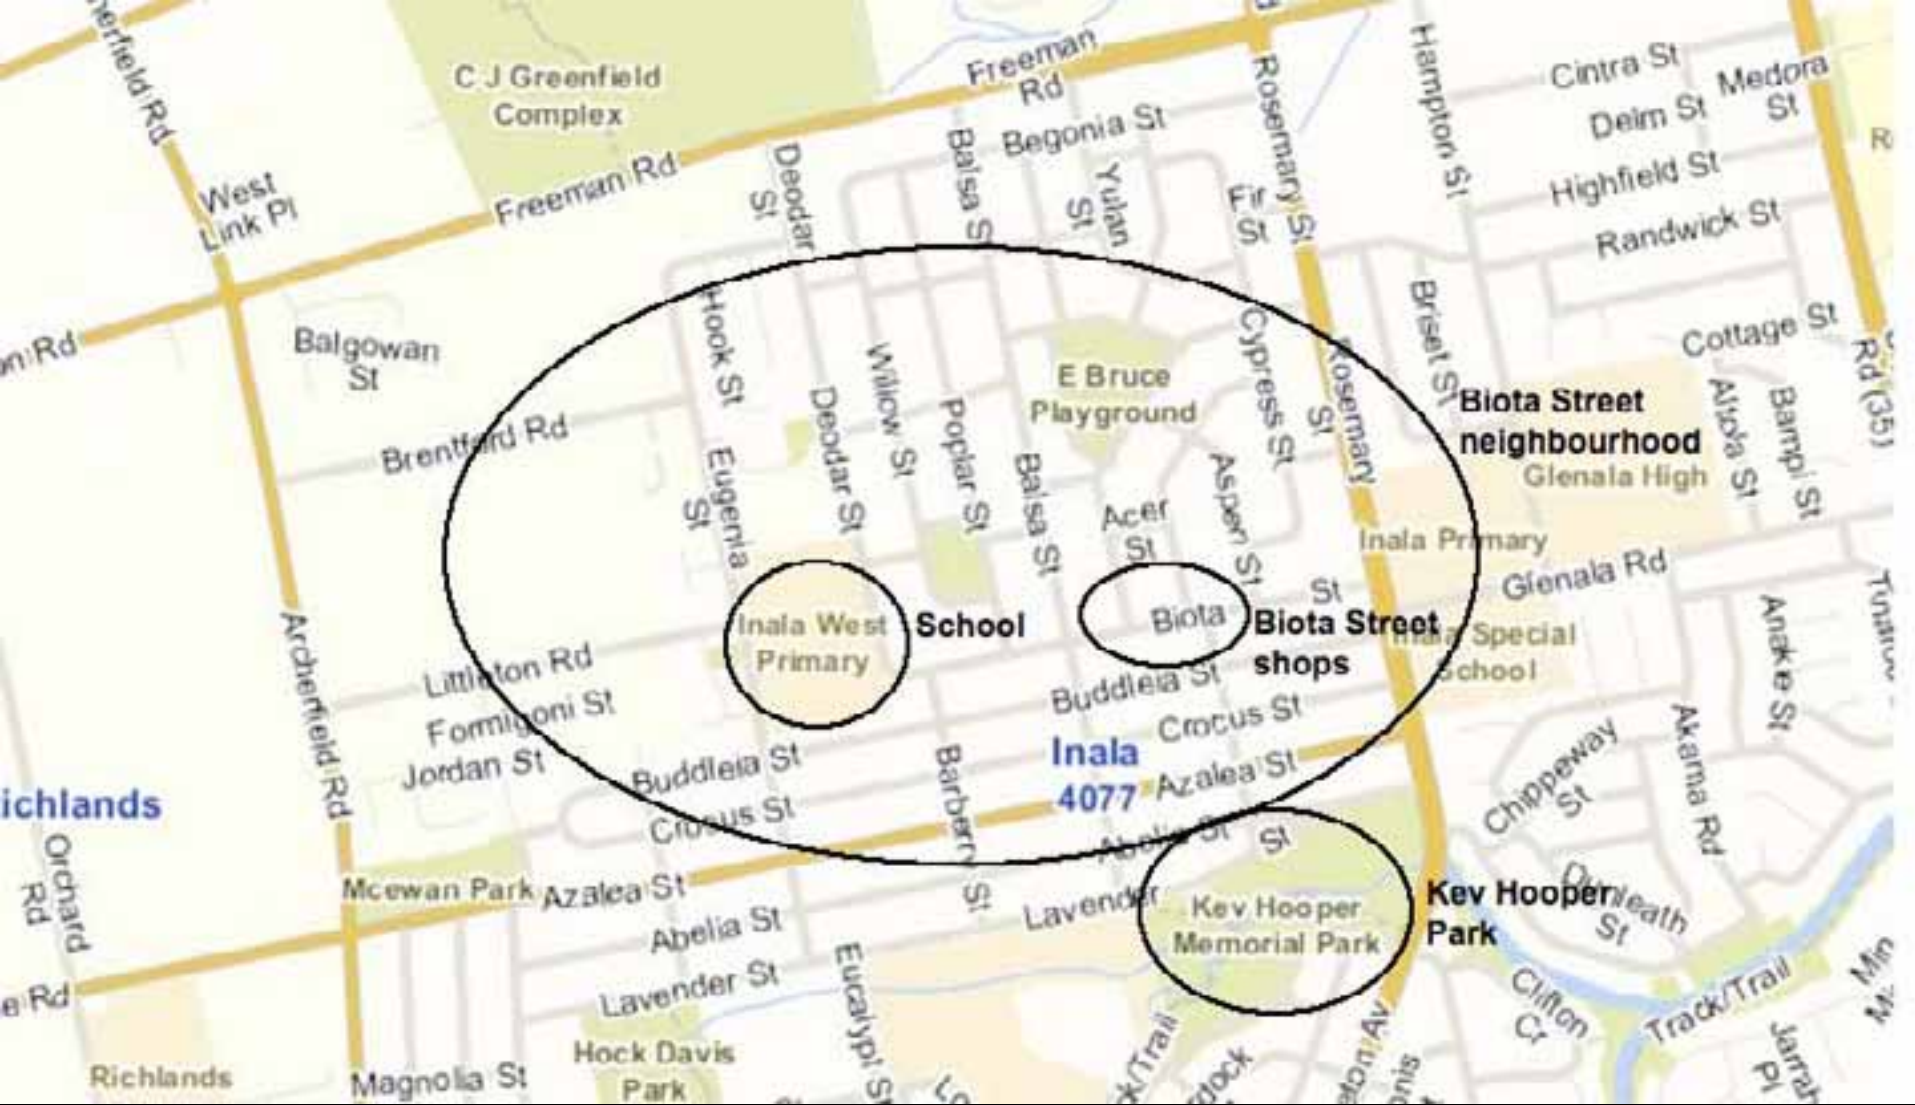 C J Greenfield
Complex
Freeman
Rd
Begonia St
Rosemary St
Hampton St
Cintra St
Medora
St
Highfield St
Randwick St
West
Link Pl
Freeman Rd
Deodar
St
Balsa S
Yulan
St
Fir
St
Balgowan
St
Brentford Rd
Hook St
Eugenia
St
Deodar St
Willow St
Poplar St
Balsa St
E Bruce
Playground
Cypress St
Rosemary
St
Briset St
Cottage St
Bampi St
Rd (35)
Biota Street
neighbourhood
Glenala High
Acer
St
Aspen St
Inala Primary
Glenala Rd
Inala West
Primary
School
Biota
St
Biota Street
shops
Inala Special
School
Anake St
Archerfield Rd
Littleton Rd
Formigoni St
Jordan St
Buddleia St
Crocus St
Buddleia St
Crocus St
Inala
4077
Azalea St
Barberry St
Chippeway
St
Akama Rd
ichlands
Orchard
Rd
Mcewan Park
Azalea St
Abelia St
St
Abelia St
Lavender
Kev Hooper
Memorial Park
Kev Hooper
Park
St
Lavender St
Clifton
Cr
Track/Trail
e Rd
Richlands
Magnolia St
Hock Davis
Park
Jarrah
Pl